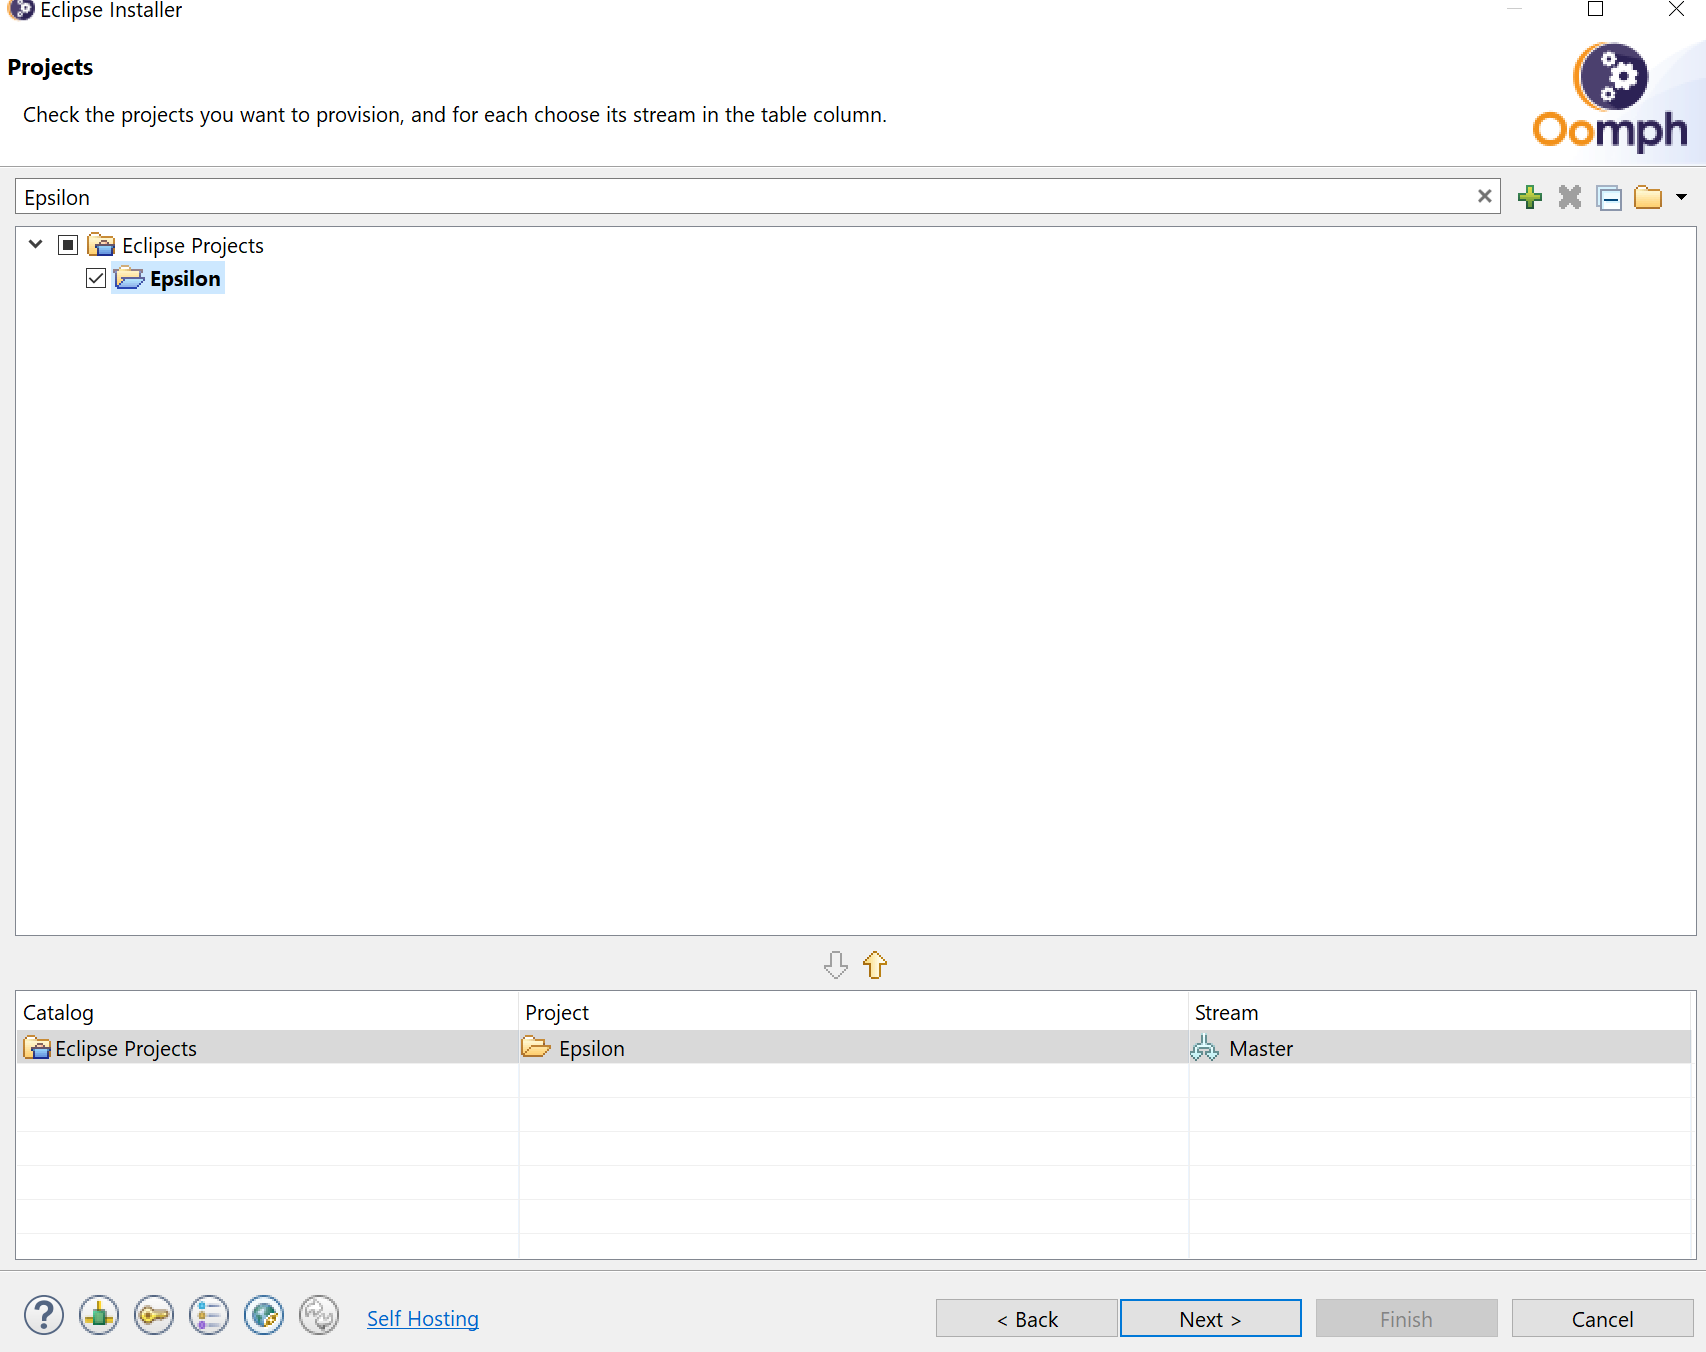 Eclipse Installer
Projects
Check the projects you want to provision, and for each choose its stream in the table column.
Oomph
Epsilon
Eclipse Projects
Epsilon
Catalog Project Stream
Eclipse Projects Epsilon Master
Self Hosting < Back Next > Finish Cancel